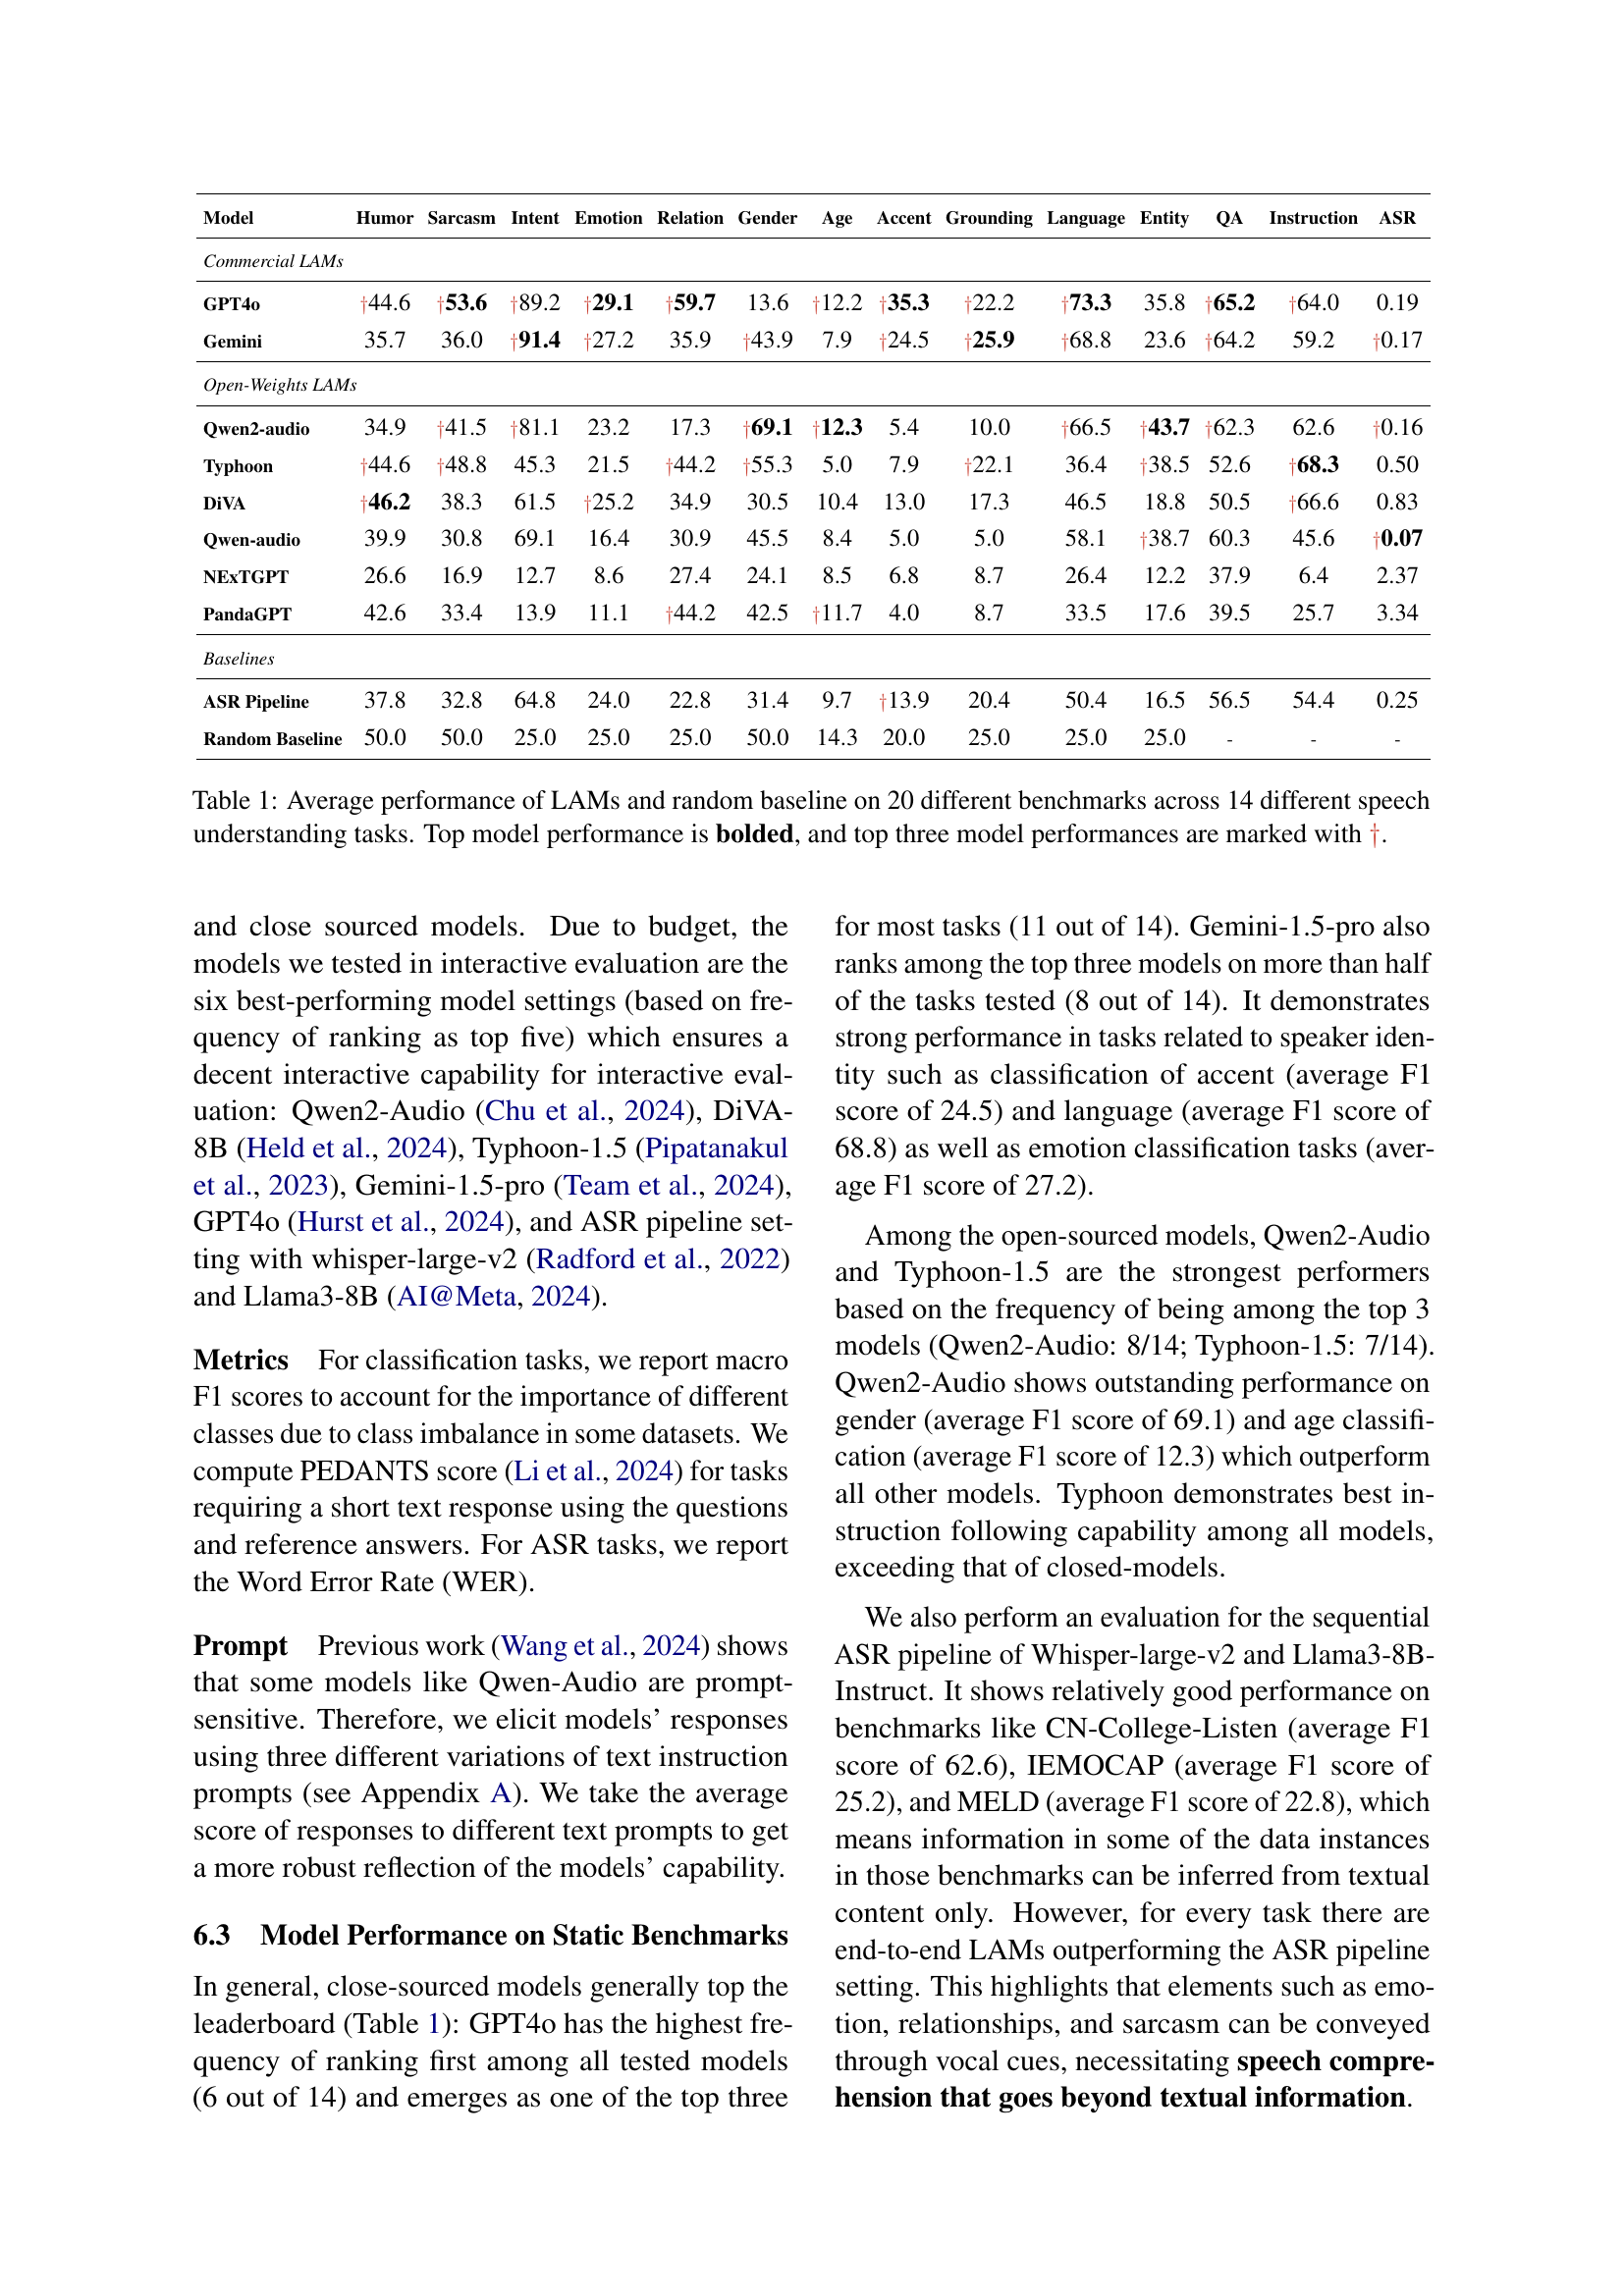 Model Humor Sarcasm Intent Emotion Relation Gender Age Accent Grounding Language Entity QA Instruction ASR
Commercial LAMs
GPT4o †44.6 †53.6 †89.2 †29.1 †59.7 13.6 †12.2 †35.3 †22.2 †73.3 35.8 †65.2 †64.0 0.19
Gemini 35.7 36.0 †91.4 †27.2 35.9 †43.9 7.9 †24.5 †25.9 †68.8 23.6 †64.2 59.2 †0.17
Open-Weights LAMs
Qwen2-audio 34.9 †41.5 †81.1 23.2 17.3 †69.1 †12.3 5.4 10.0 †66.5 †43.7 †62.3 62.6 †0.16
Typhoon †44.6 †48.8 45.3 21.5 †44.2 †55.3 5.0 7.9 †22.1 36.4 †38.5 52.6 †68.3 0.50
DiVA †46.2 38.3 61.5 †25.2 34.9 30.5 10.4 13.0 17.3 46.5 18.8 50.5 †66.6 0.83
Qwen-audio 39.9 30.8 69.1 16.4 30.9 45.5 8.4 5.0 5.0 58.1 †38.7 60.3 45.6 †0.07
NExTGPT 26.6 16.9 12.7 8.6 27.4 24.1 8.5 6.8 8.7 26.4 12.2 37.9 6.4 2.37
PandaGPT 42.6 33.4 13.9 11.1 †44.2 42.5 †11.7 4.0 8.7 33.5 17.6 39.5 25.7 3.34
Baselines
ASR Pipeline 37.8 32.8 64.8 24.0 22.8 31.4 9.7 †13.9 20.4 50.4 16.5 56.5 54.4 0.25
Random Baseline 50.0 50.0 25.0 25.0 25.0 50.0 14.3 20.0 25.0 25.0 25.0 - - -
Table 1: Average performance of LAMs and random baseline on 20 different benchmarks across 14 different speech
understanding tasks. Top model performance is bolded, and top three model performances are marked with †.
and close sourced models. Due to budget, the
models we tested in interactive evaluation are the
six best-performing model settings (based on fre-
quency of ranking as top five) which ensures a
decent interactive capability for interactive eval-
uation: Qwen2-Audio (Chu et al., 2024), DiVA-
8B (Held et al., 2024), Typhoon-1.5 (Pipatanakul
et al., 2023), Gemini-1.5-pro (Team et al., 2024),
GPT4o (Hurst et al., 2024), and ASR pipeline set-
ting with whisper-large-v2 (Radford et al., 2022)
and Llama3-8B (AI@Meta, 2024).
Metrics For classification tasks, we report macro
F1 scores to account for the importance of different
classes due to class imbalance in some datasets. We
compute PEDANTS score (Li et al., 2024) for tasks
requiring a short text response using the questions
and reference answers. For ASR tasks, we report
the Word Error Rate (WER).
Prompt Previous work (Wang et al., 2024) shows
that some models like Qwen-Audio are prompt-
sensitive. Therefore, we elicit models' responses
using three different variations of text instruction
prompts (see Appendix A). We take the average
score of responses to different text prompts to get
a more robust reflection of the models' capability.
6.3 Model Performance on Static Benchmarks
In general, close-sourced models generally top the
leaderboard (Table 1): GPT4o has the highest fre-
quency of ranking first among all tested models
(6 out of 14) and emerges as one of the top three
for most tasks (11 out of 14). Gemini-1.5-pro also
ranks among the top three models on more than half
of the tasks tested (8 out of 14). It demonstrates
strong performance in tasks related to speaker iden-
tity such as classification of accent (average F1
score of 24.5) and language (average F1 score of
68.8) as well as emotion classification tasks (aver-
age F1 score of 27.2).
Among the open-sourced models, Qwen2-Audio
and Typhoon-1.5 are the strongest performers
based on the frequency of being among the top 3
models (Qwen2-Audio: 8/14; Typhoon-1.5: 7/14).
Qwen2-Audio shows outstanding performance on
gender (average F1 score of 69.1) and age classifi-
cation (average F1 score of 12.3) which outperform
all other models. Typhoon demonstrates best in-
struction following capability among all models,
exceeding that of closed-models.
We also perform an evaluation for the sequential
ASR pipeline of Whisper-large-v2 and Llama3-8B-
Instruct. It shows relatively good performance on
benchmarks like CN-College-Listen (average F1
score of 62.6), IEMOCAP (average F1 score of
25.2), and MELD (average F1 score of 22.8), which
means information in some of the data instances
in those benchmarks can be inferred from textual
content only. However, for every task there are
end-to-end LAMs outperforming the ASR pipeline
setting. This highlights that elements such as emo-
tion, relationships, and sarcasm can be conveyed
through vocal cues, necessitating speech compre-
hension that goes beyond textual information.